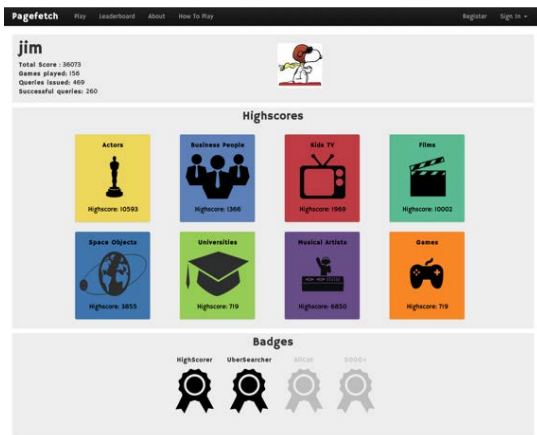 Pagefetch Play Leaderboard About How To Play Register Sign In
jim
Total Score : 36073
Games played: 156
Queries issued: 469
Successful queries: 260
Highscores
Actors Business People Kids TV Films
Highscore: 10593 Highscore: 1366 Highscore: 1969 Highscore: 10002
Space Objects Universities Musical Artists Games
Highscore: 3855 Highscore: 719 Highscore: 6850 Highscore: 719
Badges
HighScorer UberSearcher AllCat 5000+